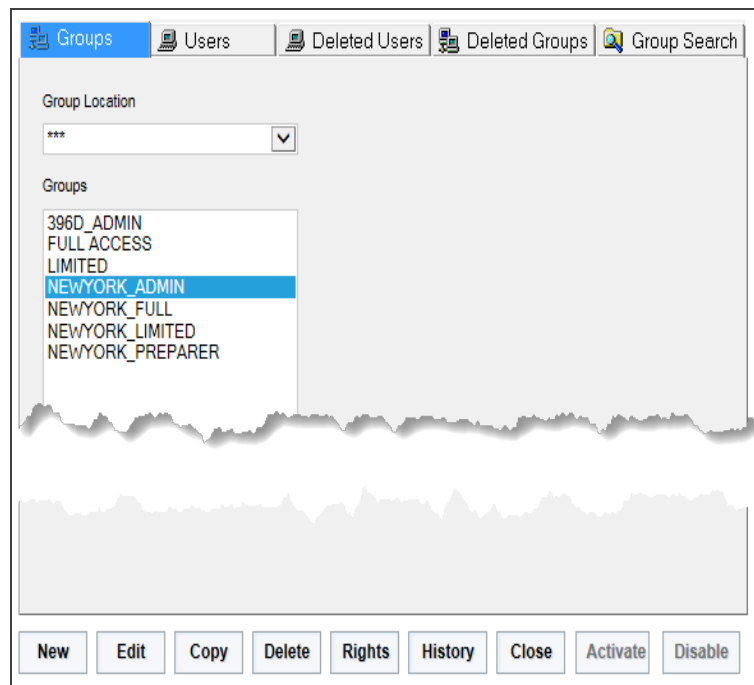 Groups Users Deleted Users Deleted Groups Group Search
Group Location
***
Groups
396D_ADMIN
FULL ACCESS
LIMITED
NEWYORK_ADMIN
NEWYORK_FULL
NEWYORK_LIMITED
NEWYORK_PREPARER
New Edit Copy Delete Rights History Close Activate Disable